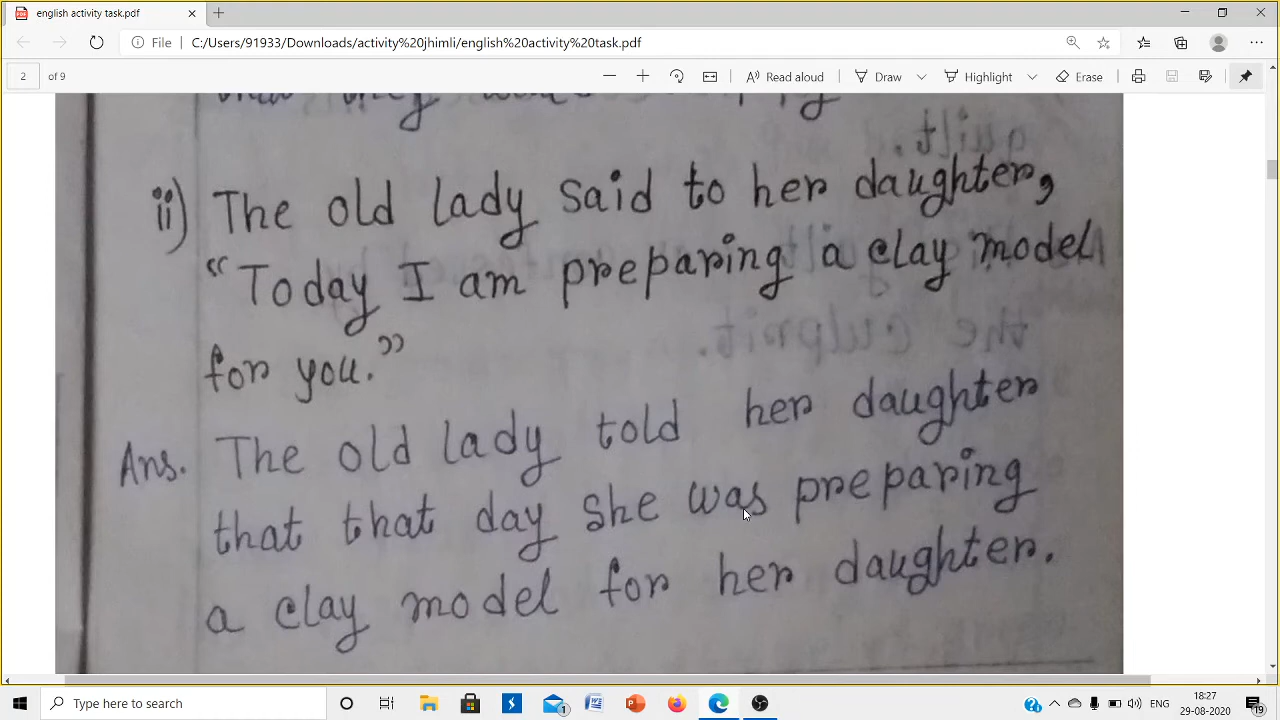 english activity task.pdf
File C:/Users/91933/Downloads/activity%20jhimli/english%20activity%20task.pdf
2 of 9 Read aloud Draw Highlight Erase
ii) The old lady said to her daughter,
“Today I am preparing a clay model
for you.”
Ans. The old lady told her daughter
that that day she was preparing
a clay model for her daughter.
Type here to search
ENG 18:27
29-08-2020 19